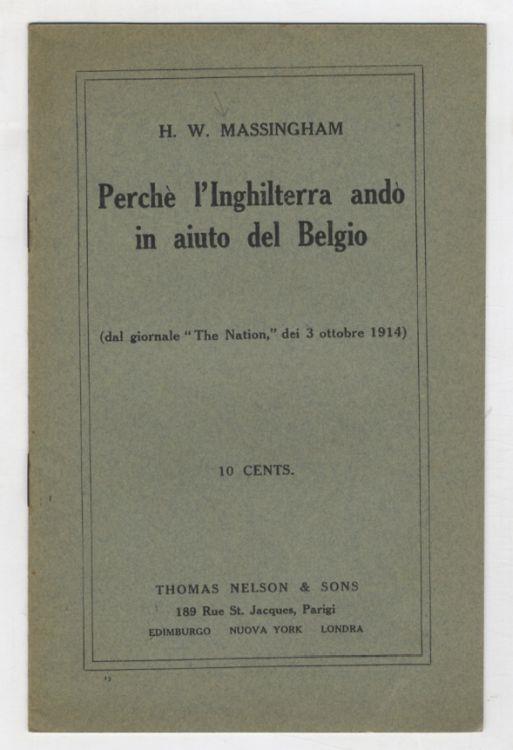 H. W. MASSINGHAM
Perchè l'Inghilterra andò
in aiuto del Belgio
(dal giornale "The Nation," dei 3 ottobre 1914)
10 CENTS.
THOMAS NELSON & SONS
189 Rue St. Jacques, Parigi
EDIMBURGO NUOVA YORK LONDRA